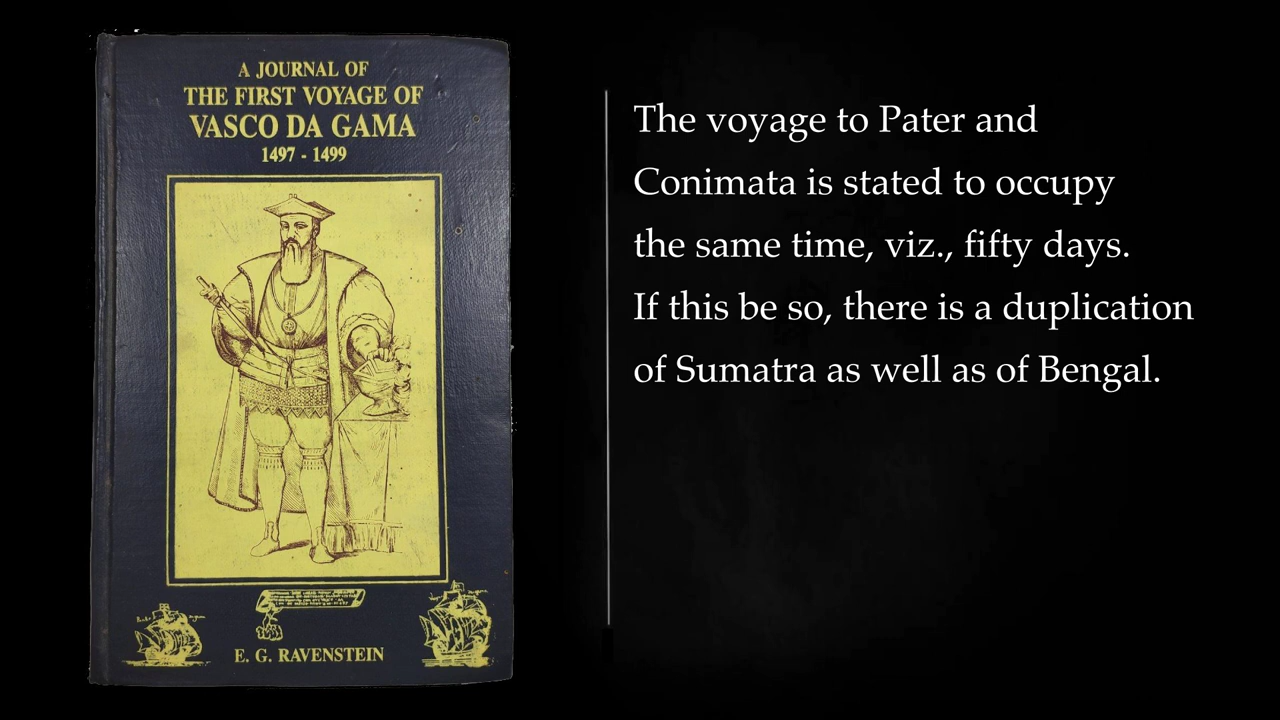 A JOURNAL OF
THE FIRST VOYAGE OF
VASCO DA GAMA
1497 - 1499
E. G. RAVENSTEIN
The voyage to Pater and
Conimata is stated to occupy
the same time, viz., fifty days.
If this be so, there is a duplication
of Sumatra as well as of Bengal.